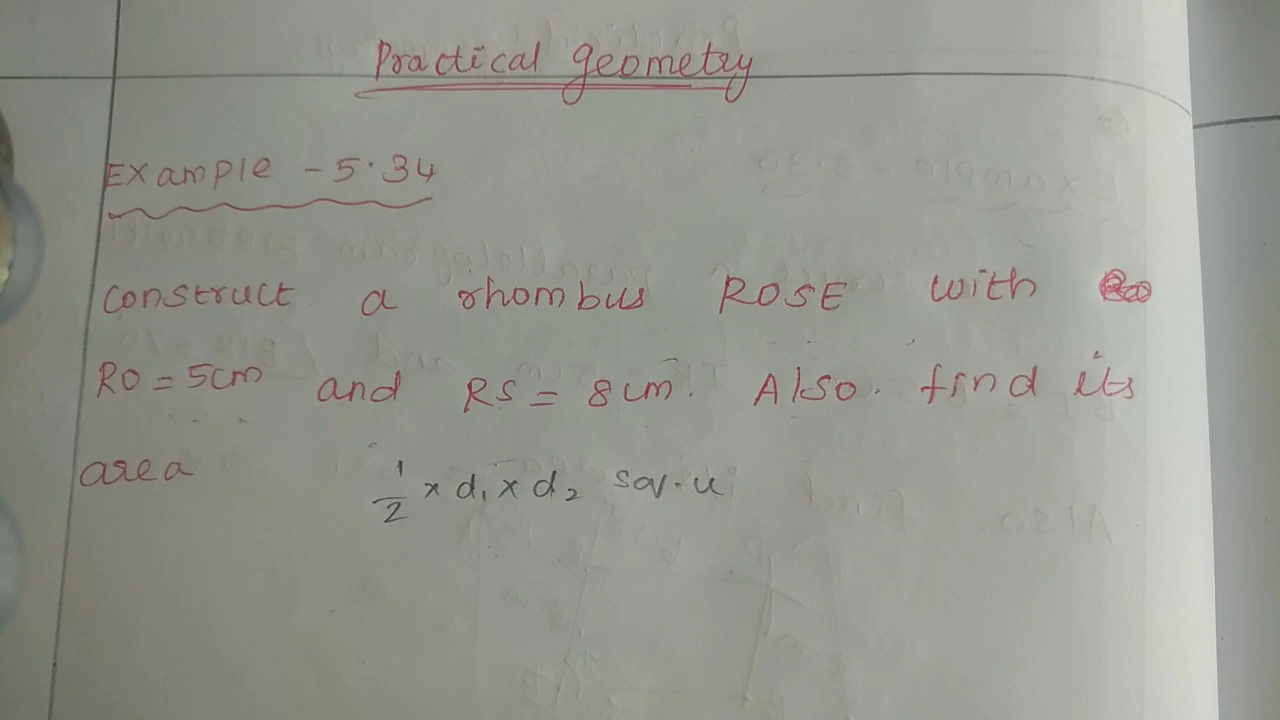 Practical geometry
Example - 5.34
construct a rhombus ROSE with
RO = 5cm and RS = 8cm. Also. find its
area
1/2 x d₁ x d₂ sq.u